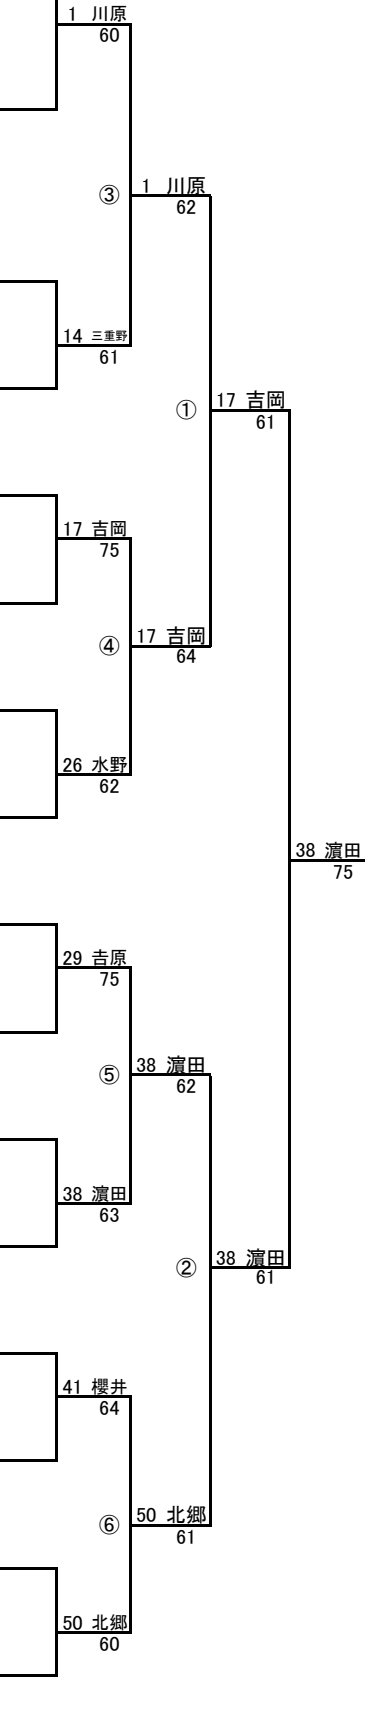 1 川原
60
③
1 川原
62
14 三重野
61
①
17 吉岡
61
17 吉岡
75
④
17 吉岡
64
26 水野
62
38 濵田
75
29 吉原
75
⑤
38 濵田
62
38 濵田
63
②
38 濵田
61
41 櫻井
64
⑥
50 北郷
61
50 北郷
60